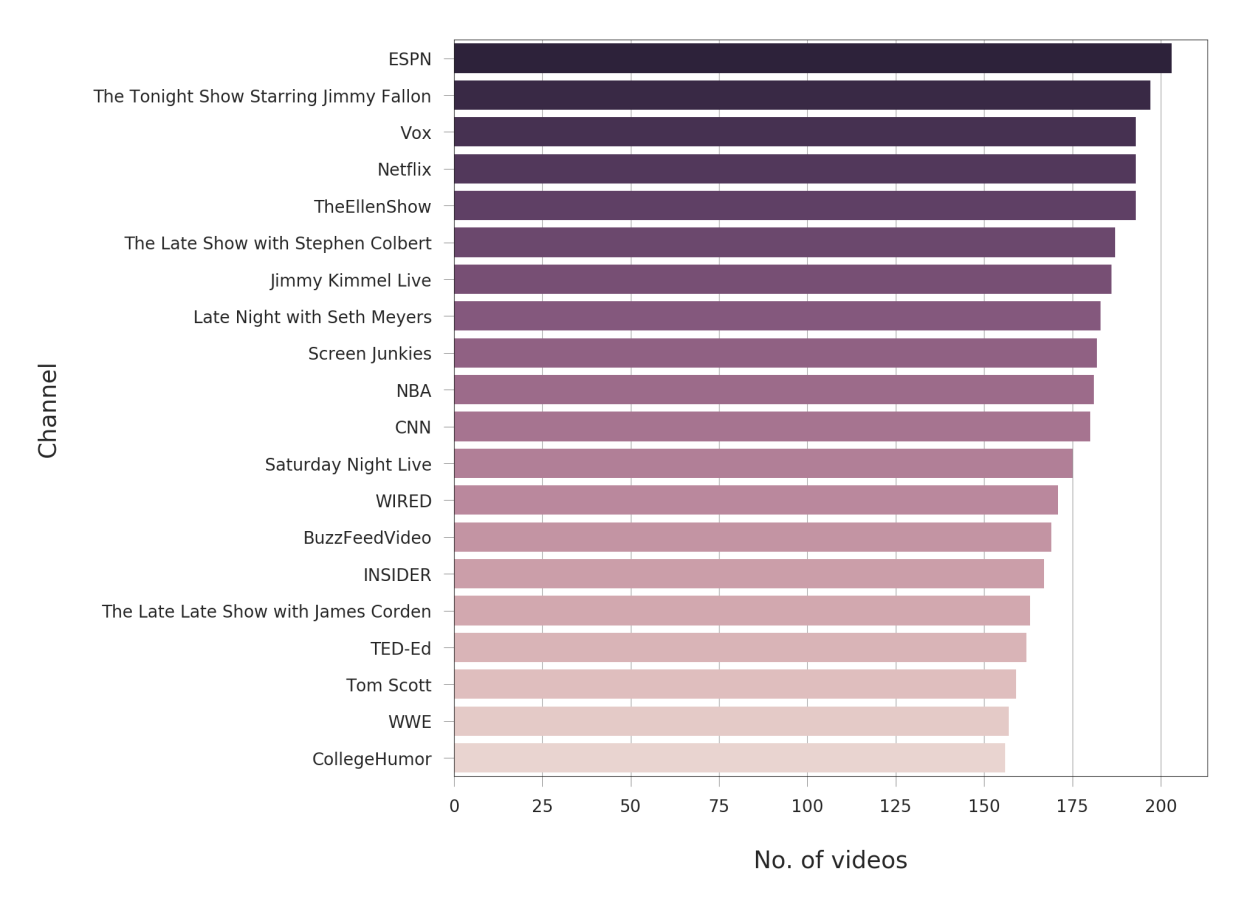 ESPN
The Tonight Show Starring Jimmy Fallon
Vox
Netflix
TheEllenShow
The Late Show with Stephen Colbert
Jimmy Kimmel Live
Late Night with Seth Meyers
Screen Junkies
NBA
CNN
Saturday Night Live
WIRED
BuzzFeedVideo
INSIDER
The Late Late Show with James Corden
TED-Ed
Tom Scott
WWE
CollegeHumor
Channel
0 25 50 75 100 125 150 175 200
No. of videos